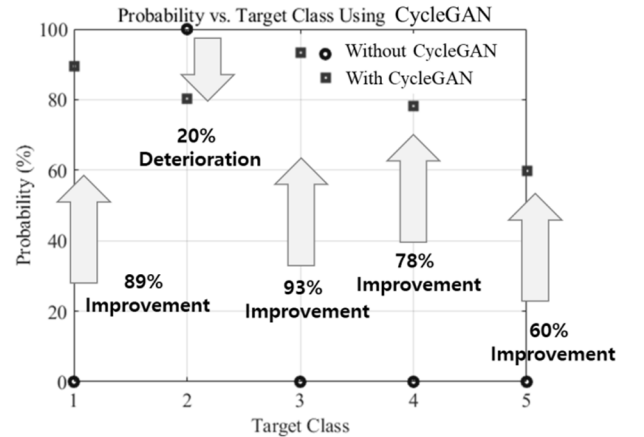 Probability vs. Target Class Using CycleGAN
Without CycleGAN
With CycleGAN
Probability (%)
100
80
60
40
20
0
20%
Deterioration
89%
Improvement
93%
Improvement
78%
Improvement
60%
Improvement
1
2
3
4
5
Target Class